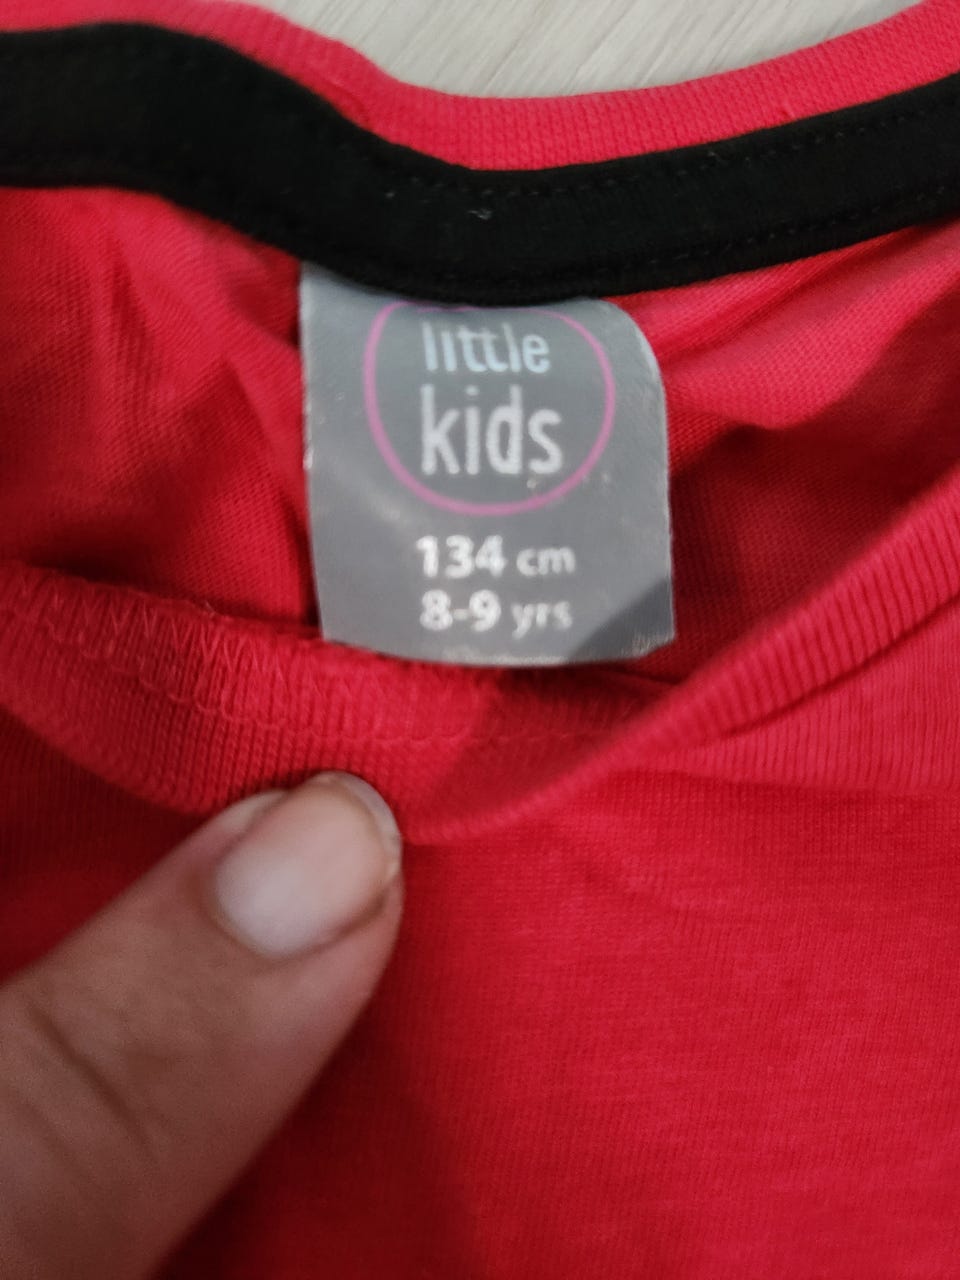 little
kids
134 cm
8-9 yrs